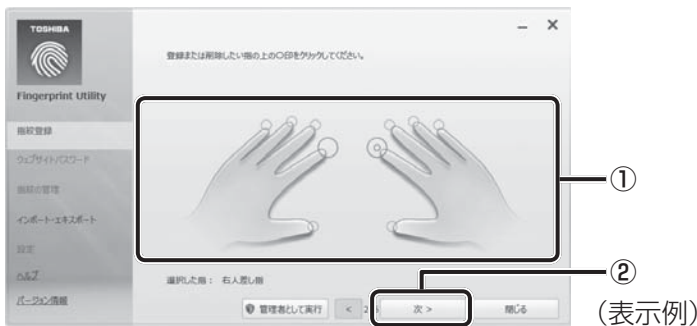 TOSHIBA
Fingerprint Utility
登録または削除したい指の上の○印をクリックしてください。
指紋登録
ウェブサイトパスワード
指紋の管理
インポート・エキスポート
設定
ヘルプ
バージョン情報
①
選択した指： 右人差し指
②
管理者として実行 < 次 > 閉じる
（表示例）